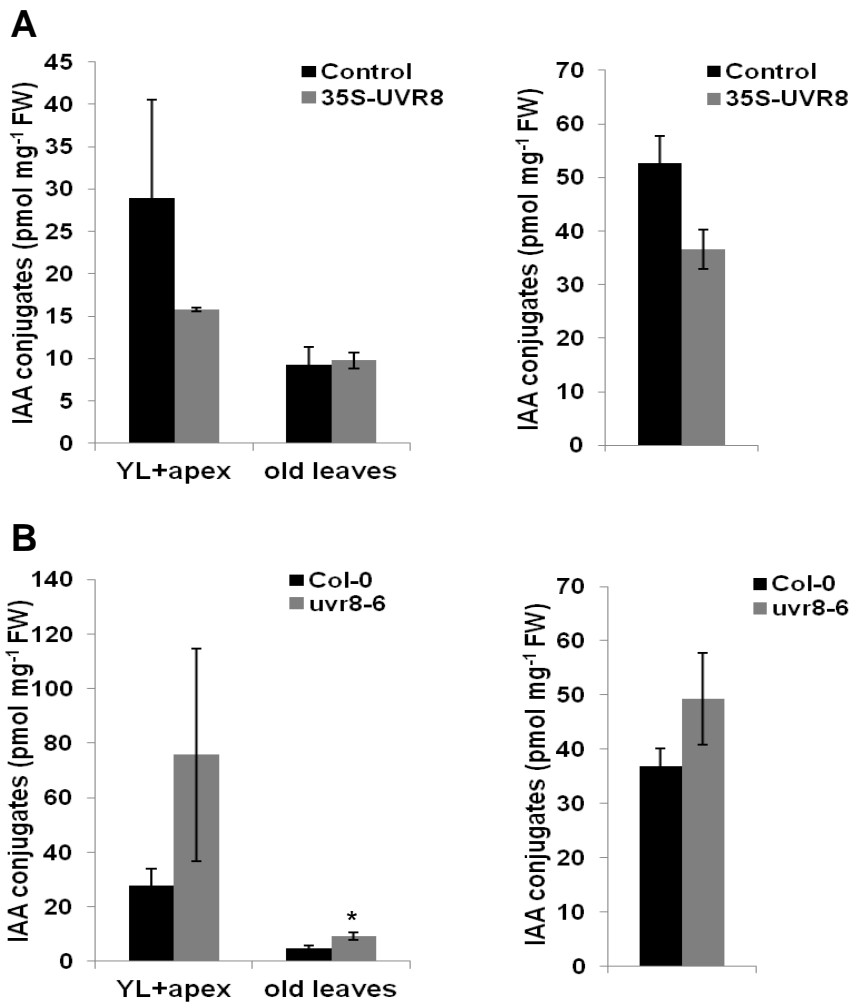 A
IAA conjugates (pmol mg-1 FW)
45
40
35
30
25
20
15
10
5
0
Control
35S-UVR8
YL+apex
old leaves
IAA conjugates (pmol mg-1 FW)
70
60
50
40
30
20
10
0
Control
35S-UVR8
B
IAA conjugates (pmol mg-1 FW)
140
120
100
80
60
40
20
0
Col-0
uvr8-6
*
YL+apex
old leaves
IAA conjugates (pmol mg-1 FW)
70
60
50
40
30
20
10
0
Col-0
uvr8-6